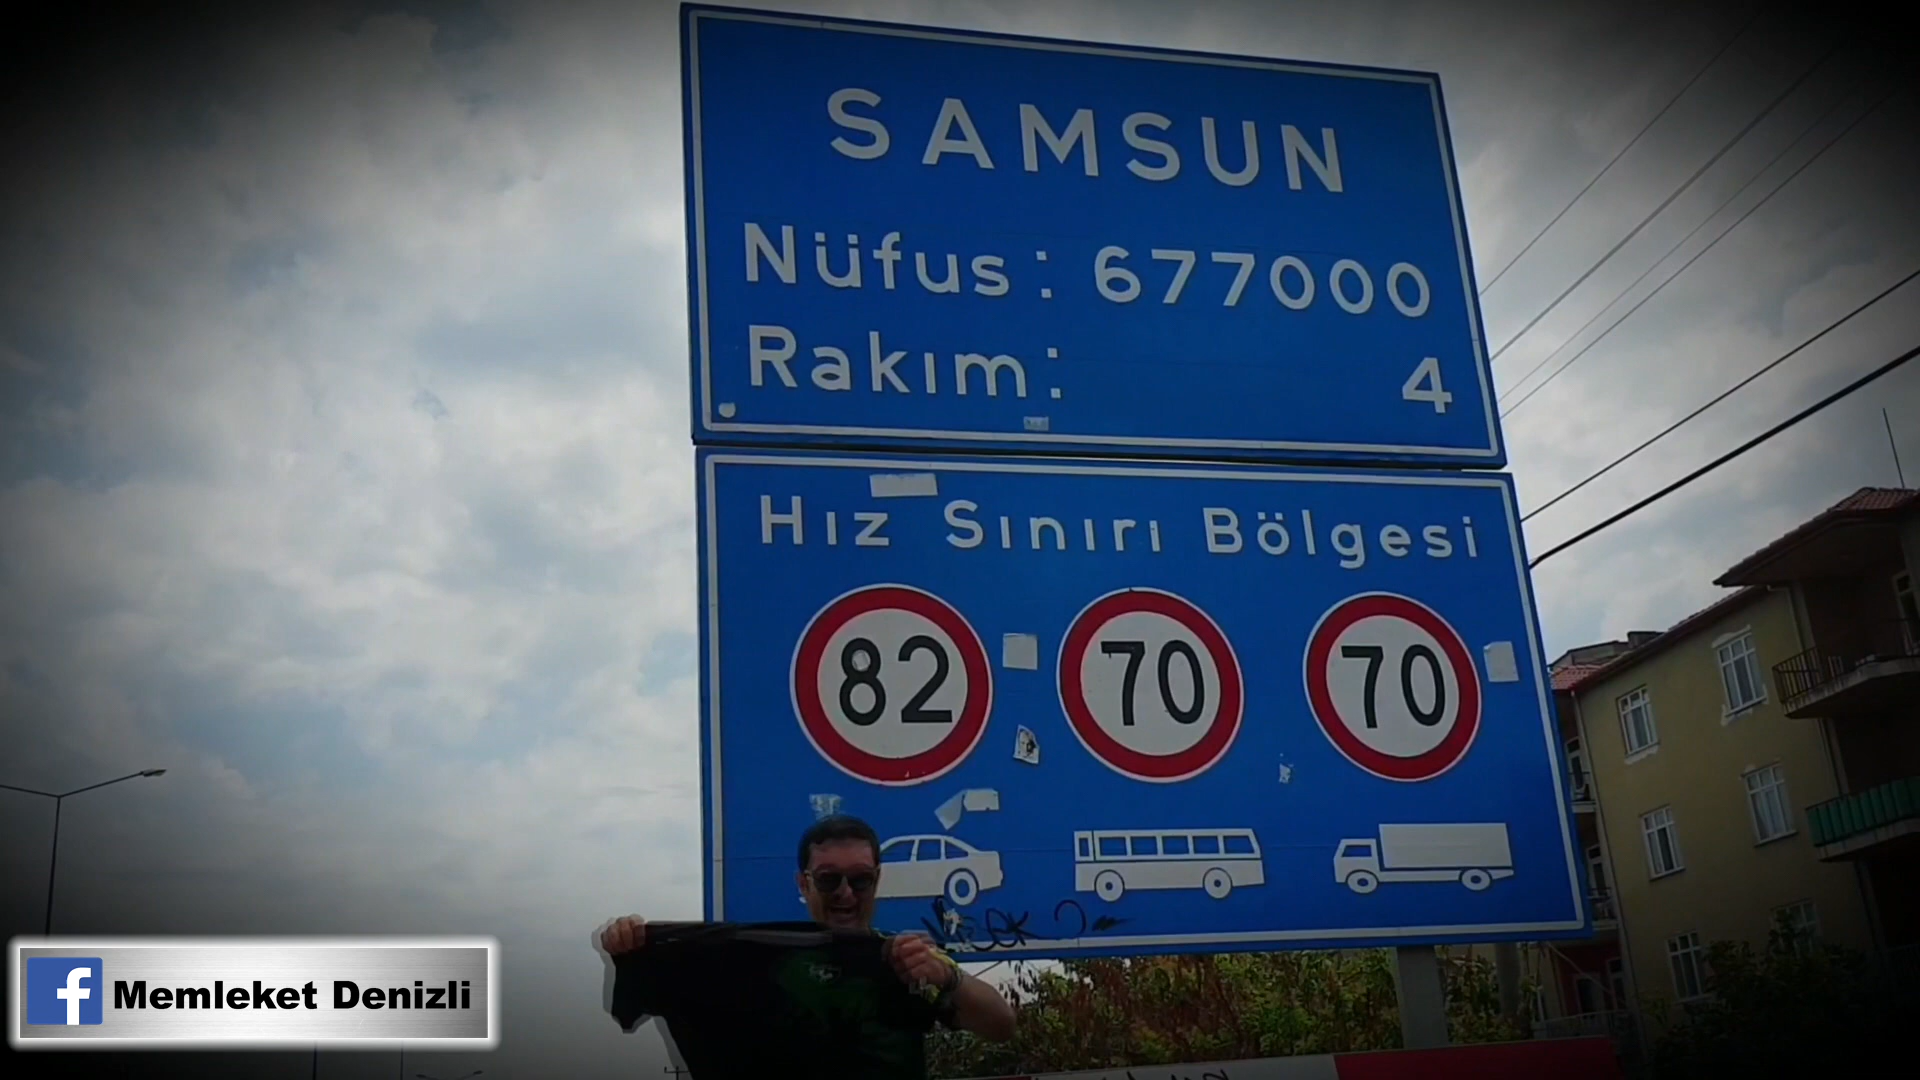 SAMSUN
Nüfus: 677000
Rakım: 4
Hız Sınırı Bölgesi
82 70 70
f Memleket Denizli